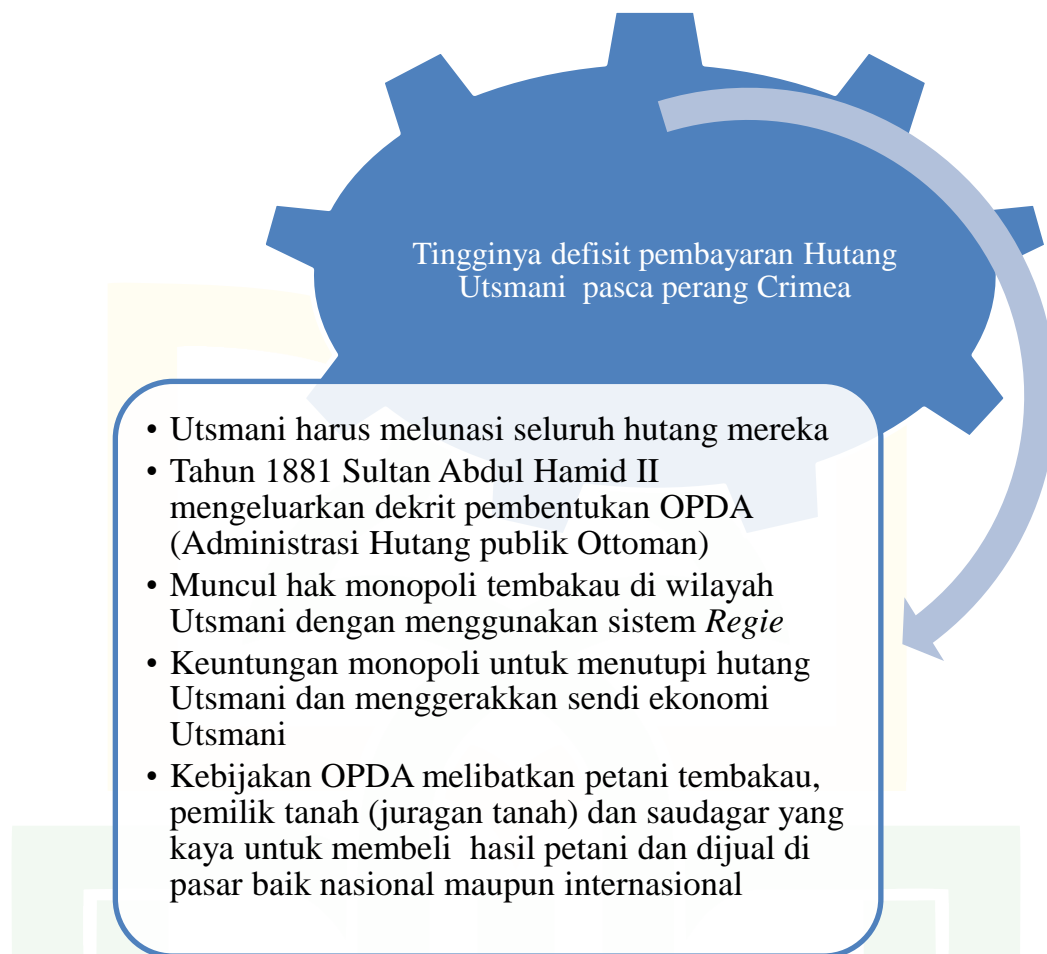 Tingginya defisit pembayaran Hutang
Utsmani pasca perang Crimea
• Utsmani harus melunasi seluruh hutang mereka
• Tahun 1881 Sultan Abdul Hamid II
mengeluarkan dekrit pembentukan OPDA
(Administrasi Hutang publik Ottoman)
• Muncul hak monopoli tembakau di wilayah
Utsmani dengan menggunakan sistem Regie
• Keuntungan monopoli untuk menutupi hutang
Utsmani dan menggerakkan sendi ekonomi
Utsmani
• Kebijakan OPDA melibatkan petani tembakau,
pemilik tanah (juragan tanah) dan saudagar yang
kaya untuk membeli hasil petani dan dijual di
pasar baik nasional maupun internasional